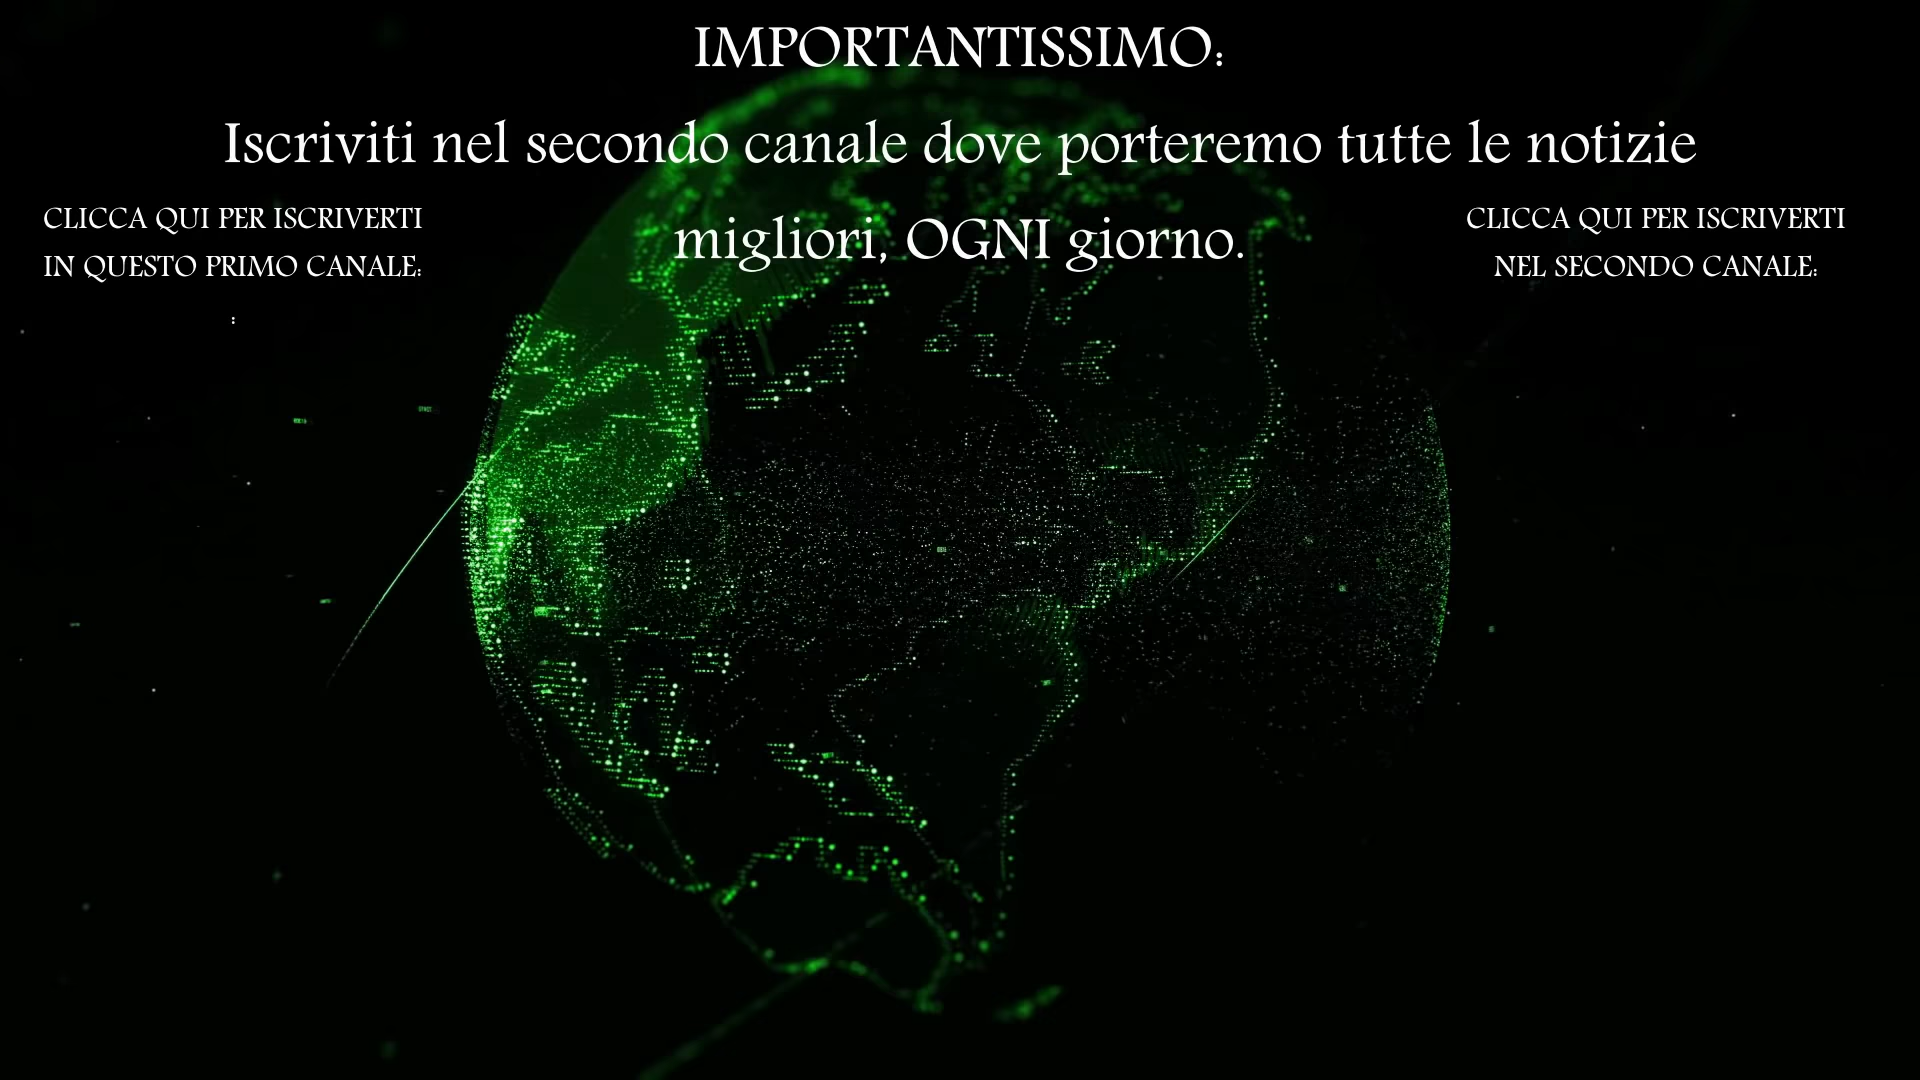 IMPORTANTISSIMO:
Iscriviti nel secondo canale dove porteremo tutte le notizie
migliori, OGNI giorno.
CLICCA QUI PER ISCRIVERTI
IN QUESTO PRIMO CANALE:
:
CLICCA QUI PER ISCRIVERTI
NEL SECONDO CANALE: